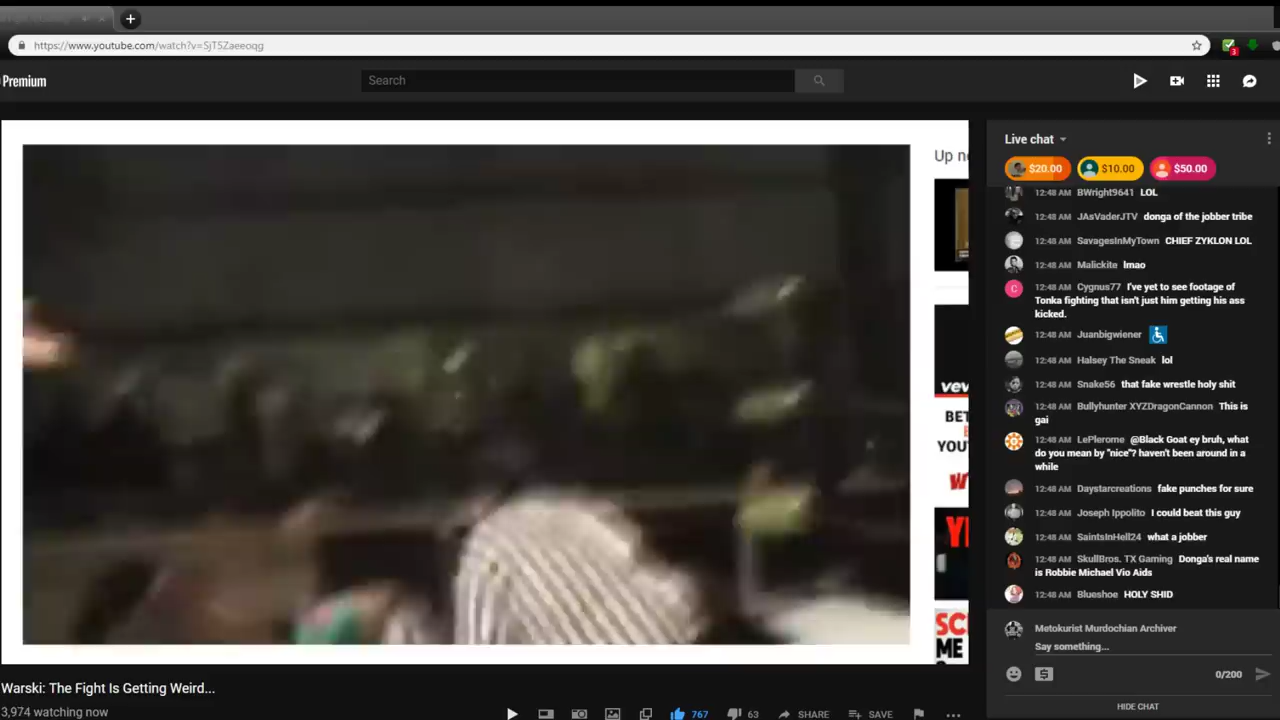 https://www.youtube.com/watch?v=SjT5Zaeeoqg
Premium
Search
Live chat
$20.00 $10.00 $50.00
12:48 AM BWright9641 LOL
12:48 AM JAsVaderJTV donga of the jobber tribe
12:48 AM SavagesInMyTown CHIEF ZYKLON LOL
12:48 AM Malickite lmao
C 12:48 AM Cygnus77 I've yet to see footage of
Tonka fighting that isn't just him getting his ass
kicked.
12:48 AM Juanbigwiener
12:48 AM Halsey The Sneak lol
12:48 AM Snake56 that fake wrestle holy shit
12:48 AM Bullyhunter XYZDragonCannon This is
gai
12:48 AM LePlerome @Black Goat ey bruh, what
do you mean by "nice"? haven't been around in a
while
12:48 AM Daystarcreations fake punches for sure
12:48 AM Joseph Ippolito I could beat this guy
12:48 AM SaintsInHell24 what a jobber
12:48 AM SkullBros. TX Gaming Donga's real name
is Robbie Michael Vio Aids
12:48 AM Blueshoe HOLY SHID
Metokurist Murdochian Archiver
Say something...
0/200
HIDE CHAT
Up ne
vev
BET
YOU
W
YE
SC
ME
Warski: The Fight Is Getting Weird...
3,974 watching now
767 63 SHARE SAVE
3